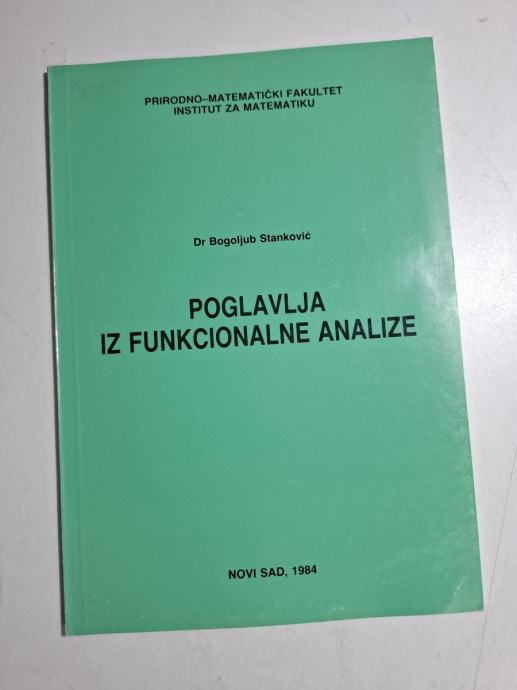 PRIRODNO–MATEMATIČKI FAKULTET
INSTITUT ZA MATEMATIKU
Dr Bogoljub Stanković
POGLAVLJA
IZ FUNKCIONALNE ANALIZE
NOVI SAD, 1984